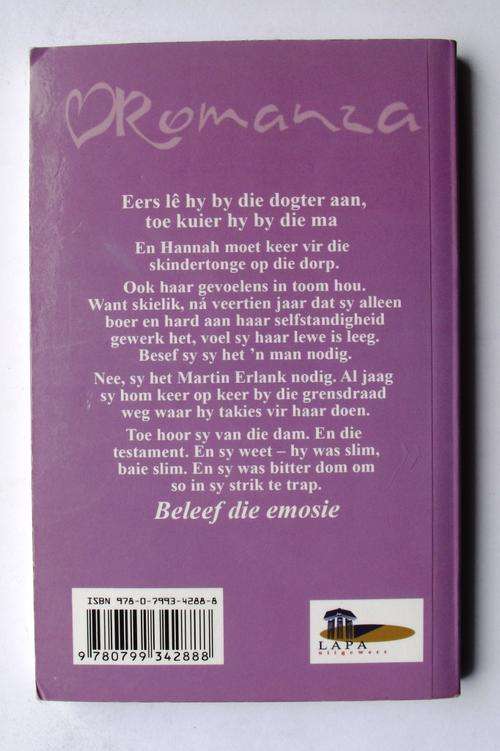 Romanza
Eers lê hy by die dogter aan,
toe kuier hy by die ma
En Hannah moet keer vir die
skindertonge op die dorp.
Ook haar gevoelens in toom hou.
Want skielik, ná veertien jaar dat sy alleen
boer en hard aan haar selfstandigheid
gewerk het, voel sy haar lewe is leeg.
Besef sy sy het 'n man nodig.
Nee, sy het Martin Erlank nodig. Al jaag
sy hom keer op keer by die grensdraad
weg waar hy takies vir haar doen.
Toe hoor sy van die dam. En die
testament. En sy weet – hy was slim,
baie slim. En sy was bitter dom om
so in sy strik te trap.
Beleef die emosie
ISBN 978-0-7993-4288-8
9 780799 342888
LAPA
Uitgewers